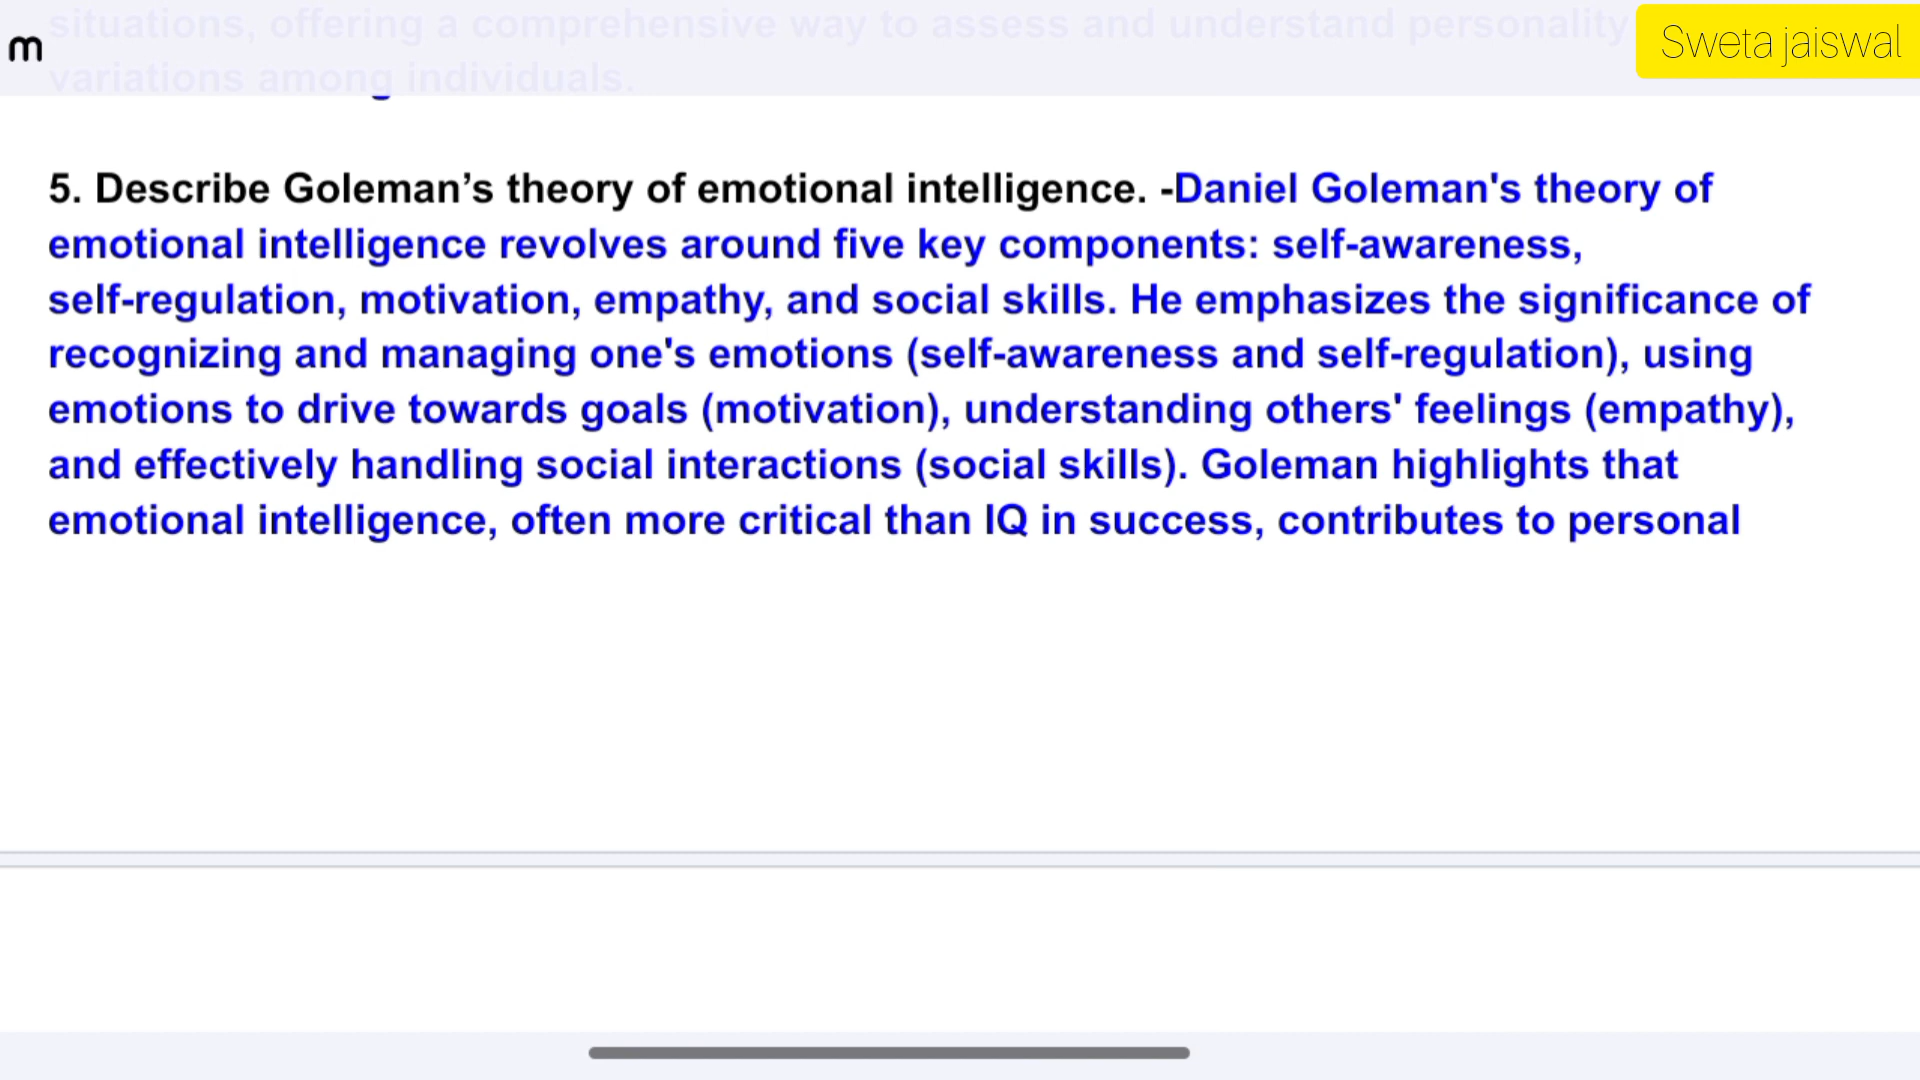 situations, offering a comprehensive way to assess and understand personality
Sweta jaiswal
m
variations among individuals.
5. Describe Goleman’s theory of emotional intelligence. -Daniel Goleman's theory of
emotional intelligence revolves around five key components: self-awareness,
self-regulation, motivation, empathy, and social skills. He emphasizes the significance of
recognizing and managing one's emotions (self-awareness and self-regulation), using
emotions to drive towards goals (motivation), understanding others' feelings (empathy),
and effectively handling social interactions (social skills). Goleman highlights that
emotional intelligence, often more critical than IQ in success, contributes to personal